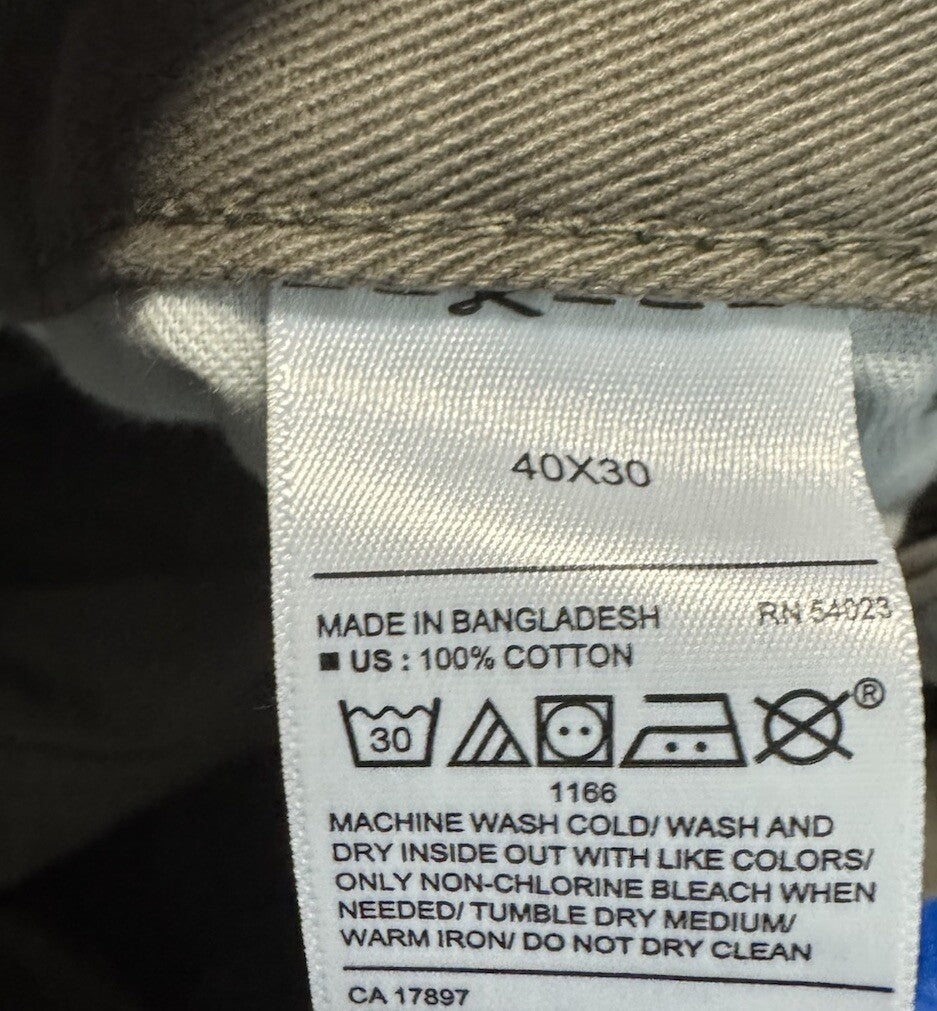 40X30
MADE IN BANGLADESH RN 54023
US : 100% COTTON
30 ®
1166
MACHINE WASH COLD/ WASH AND
DRY INSIDE OUT WITH LIKE COLORS/
ONLY NON-CHLORINE BLEACH WHEN
NEEDED/ TUMBLE DRY MEDIUM/
WARM IRON/ DO NOT DRY CLEAN
CA 17897